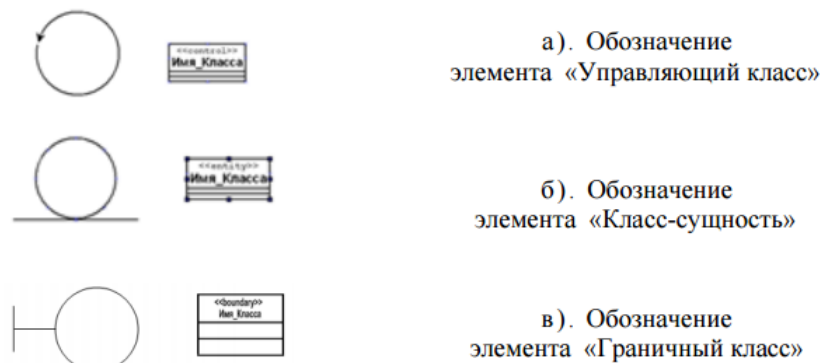 <<control>>
Имя_Класса
а). Обозначение
элемента «Управляющий класс»
<<entity>>
Имя_Класса
б). Обозначение
элемента «Класс-сущность»
<<boundary>>
Имя_Класса
в). Обозначение
элемента «Граничный класс»